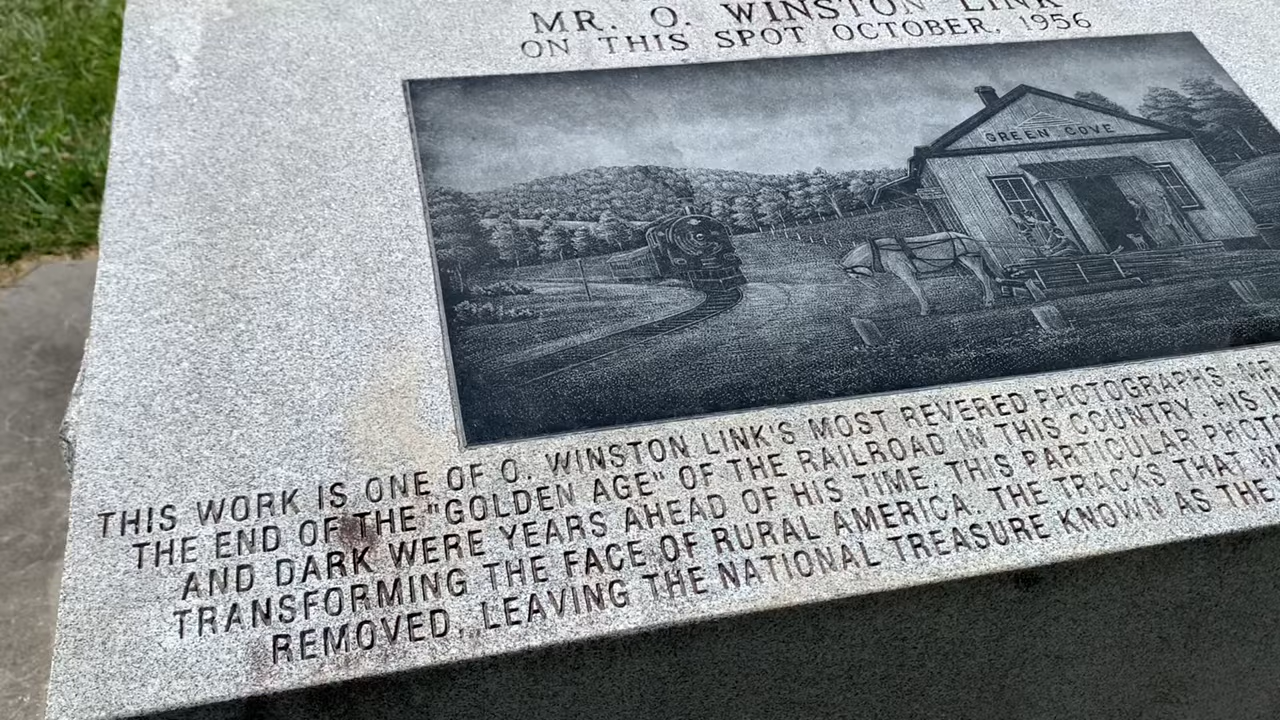 MR. O. WINSTON LINK
ON THIS SPOT OCTOBER, 1956
GREEN COVE
THIS WORK IS ONE OF O. WINSTON LINK'S MOST REVERED PHOTOGRAPHS. MR
THE END OF THE "GOLDEN AGE" OF THE RAILROAD IN THIS COUNTRY. HIS
AND DARK WERE YEARS AHEAD OF HIS TIME. THIS PARTICULAR
TRANSFORMING THE FACE OF RURAL AMERICA. THE TRACKS THAT
REMOVED, LEAVING THE NATIONAL TREASURE KNOWN AS THE